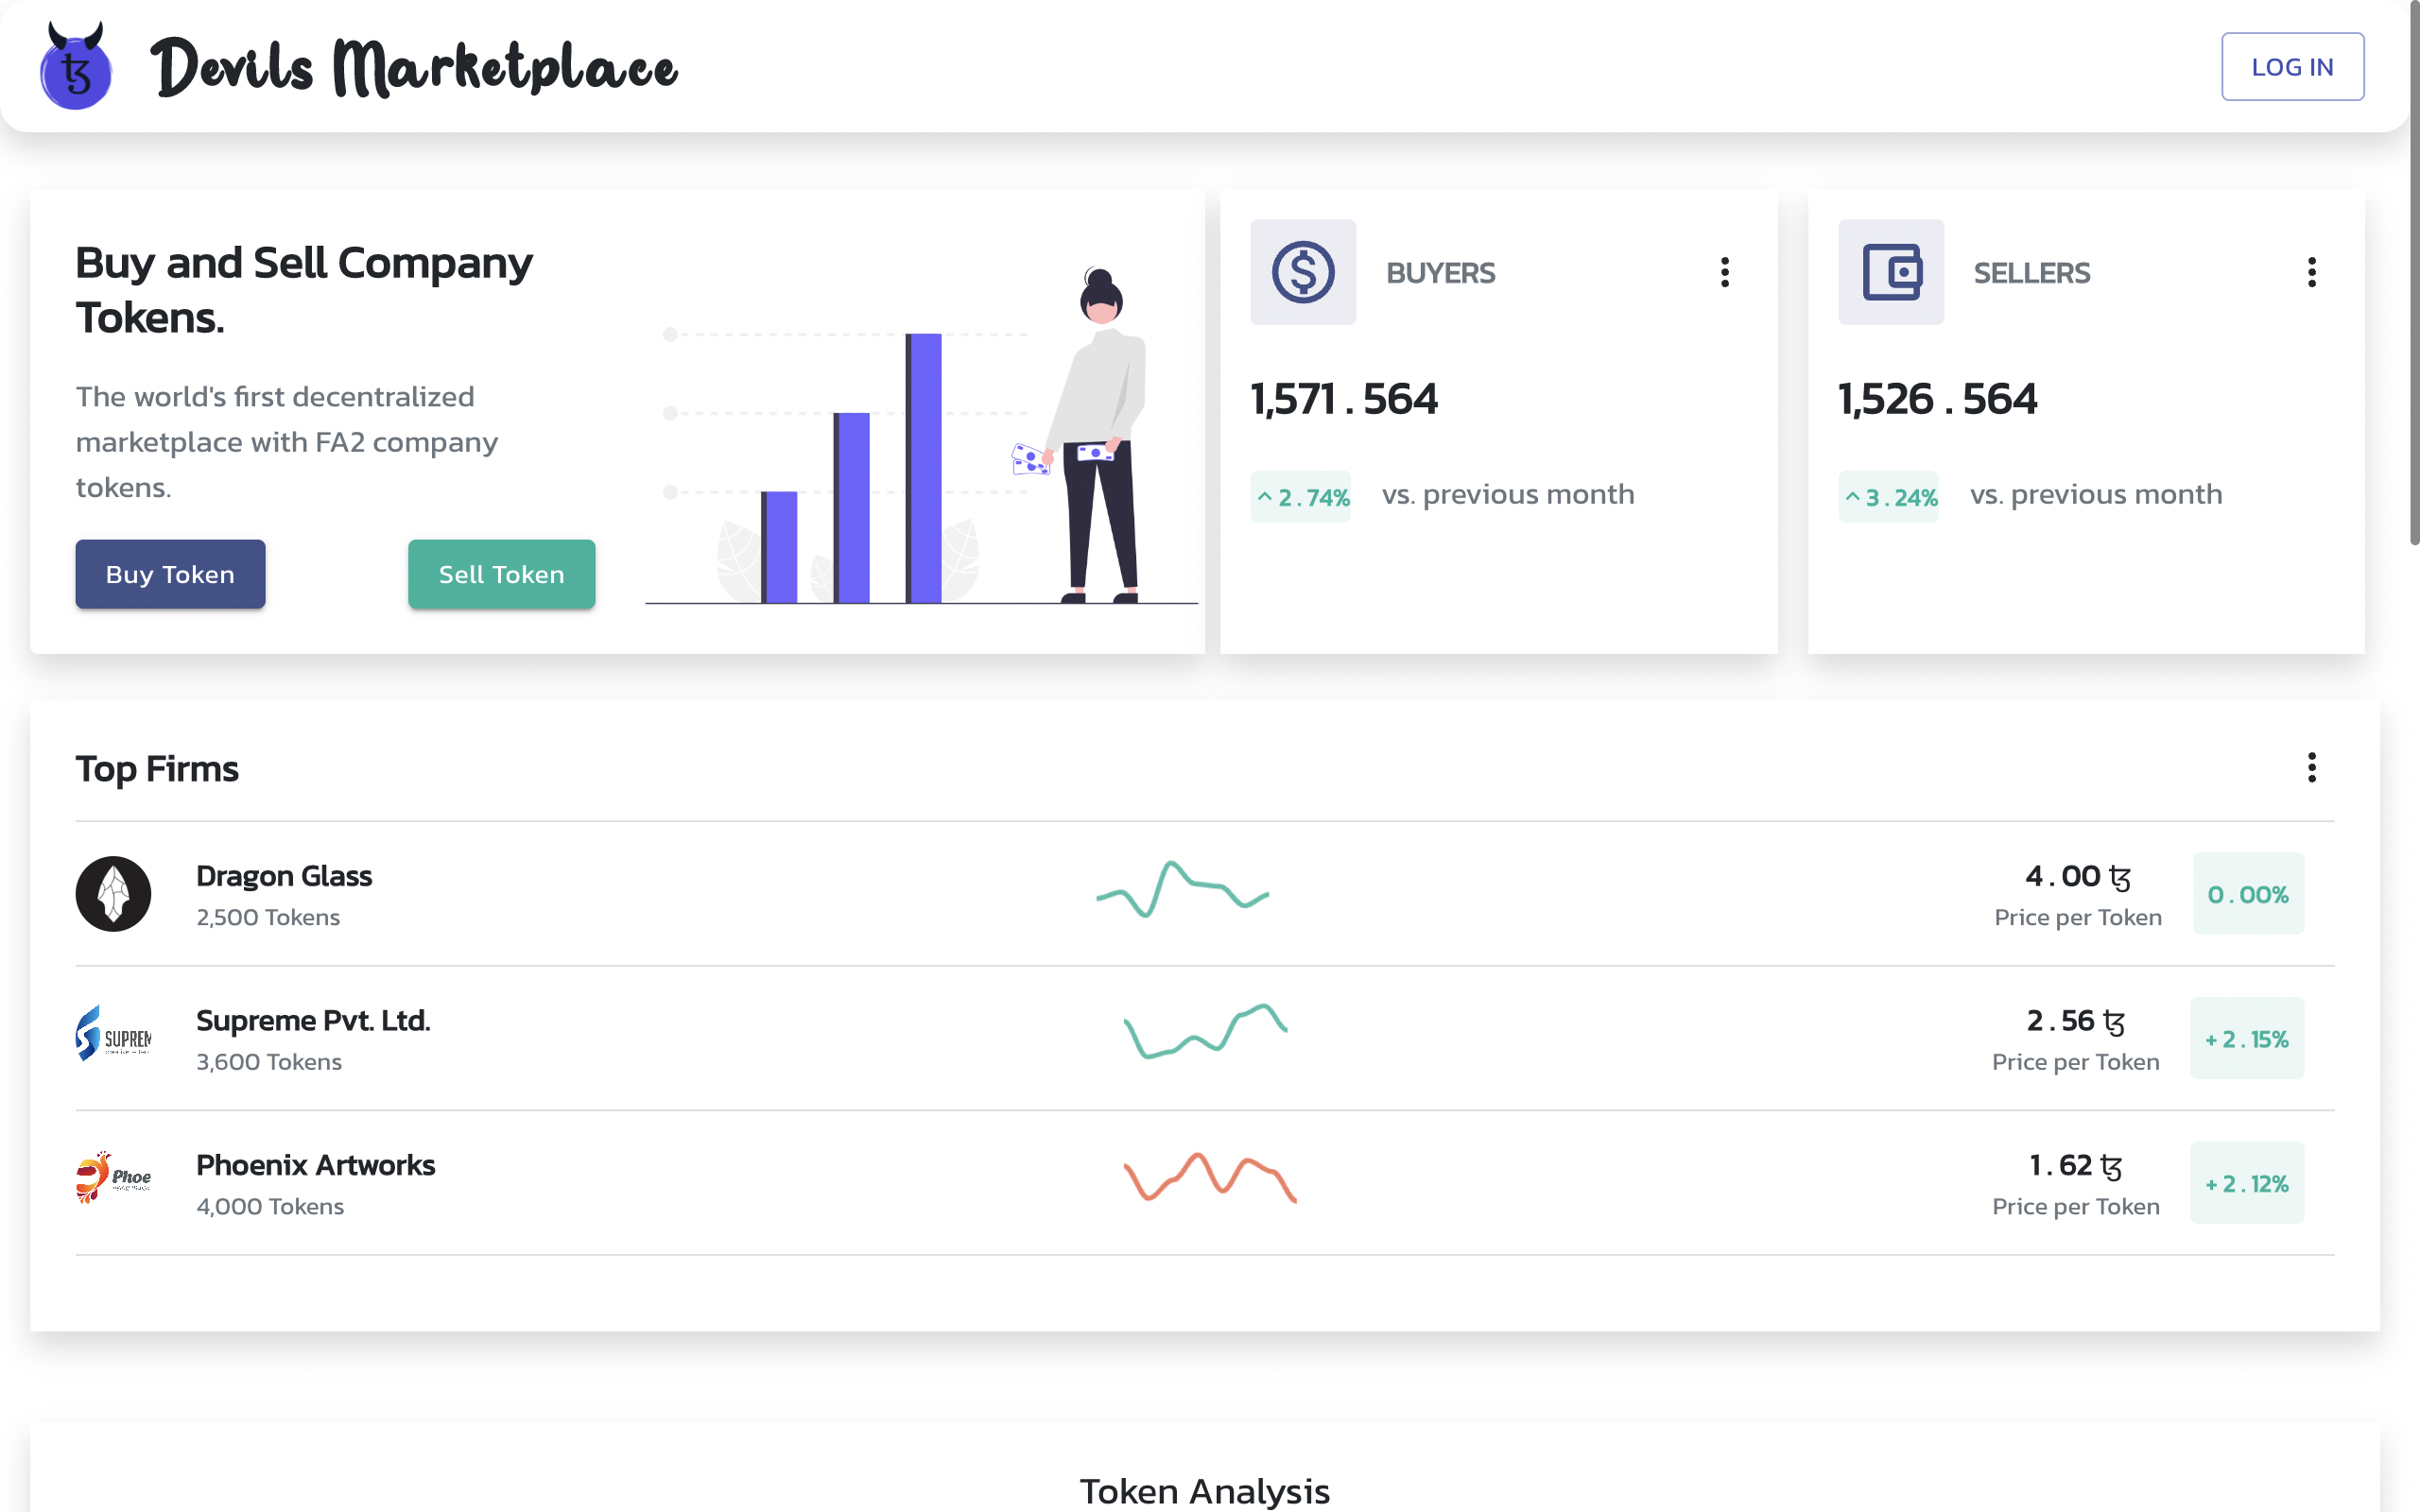 Devils Marketplace
LOG IN
Buy and Sell Company
Tokens.
The world's first decentralized
marketplace with FA2 company
tokens.
Buy Token
Sell Token
BUYERS
1,571 . 564
2 . 74% vs. previous month
SELLERS
1,526 . 564
3 . 24% vs. previous month
Top Firms
Dragon Glass
2,500 Tokens
4 . 00 ꜩ
Price per Token
0 . 00%
SUPREM
Supreme Pvt. Ltd.
3,600 Tokens
2 . 56 ꜩ
Price per Token
+ 2 . 15%
Phoe
Phoenix Artworks
4,000 Tokens
1 . 62 ꜩ
Price per Token
+ 2 . 12%
Token Analysis